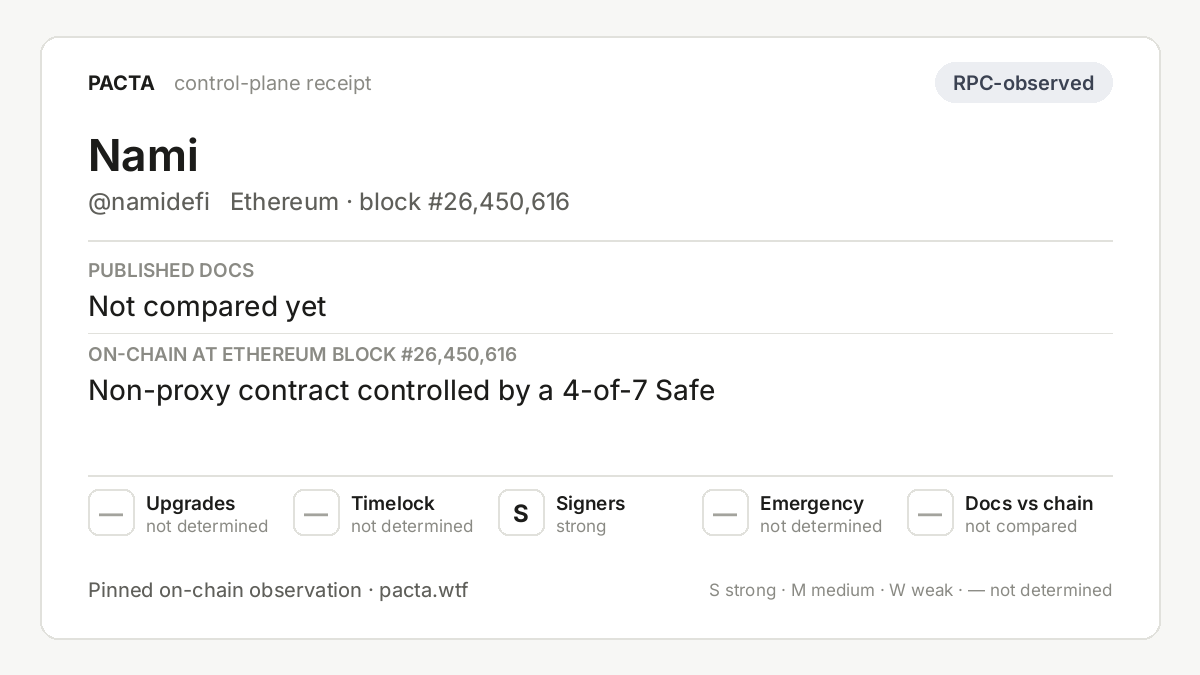 PACTA control-plane receipt RPC-observed
Nami
@namidefi Ethereum · block #26,450,616
PUBLISHED DOCS
Not compared yet
ON-CHAIN AT ETHEREUM BLOCK #26,450,616
Non-proxy contract controlled by a 4-of-7 Safe
— Upgrades not determined
— Timelock not determined
S Signers strong
— Emergency not determined
— Docs vs chain not compared
Pinned on-chain observation · pacta.wtf
S strong · M medium · W weak · — not determined